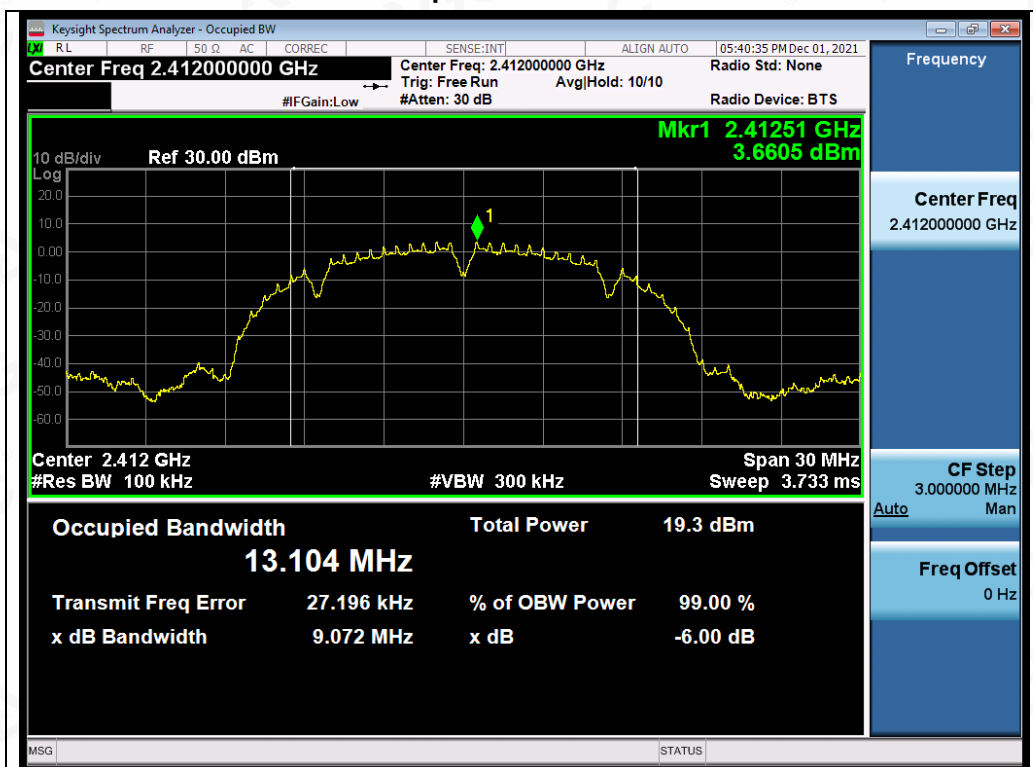 Keysight Spectrum Analyzer - Occupied BW
LXI RL RF 50 Ω AC CORREC SENSE:INT ALIGN AUTO 05:40:35 PM Dec 01, 2021
Center Freq 2.412000000 GHz
Center Freq: 2.412000000 GHz
Radio Std: None
Trig: Free Run Avg|Hold: 10/10
#IFGain:Low #Atten: 30 dB Radio Device: BTS
Mkr1 2.41251 GHz
3.6605 dBm
10 dB/div Ref 30.00 dBm
Log
20.0
10.0
0.00
-10.0
-20.0
-30.0
-40.0
-50.0
-60.0
1
Center 2.412 GHz Span 30 MHz
#Res BW 100 kHz #VBW 300 kHz Sweep 3.733 ms
Occupied Bandwidth Total Power 19.3 dBm
13.104 MHz
Transmit Freq Error 27.196 kHz % of OBW Power 99.00 %
x dB Bandwidth 9.072 MHz x dB -6.00 dB
Frequency
Center Freq
2.412000000 GHz
CF Step
3.000000 MHz
Auto Man
Freq Offset
0 Hz
MSG STATUS